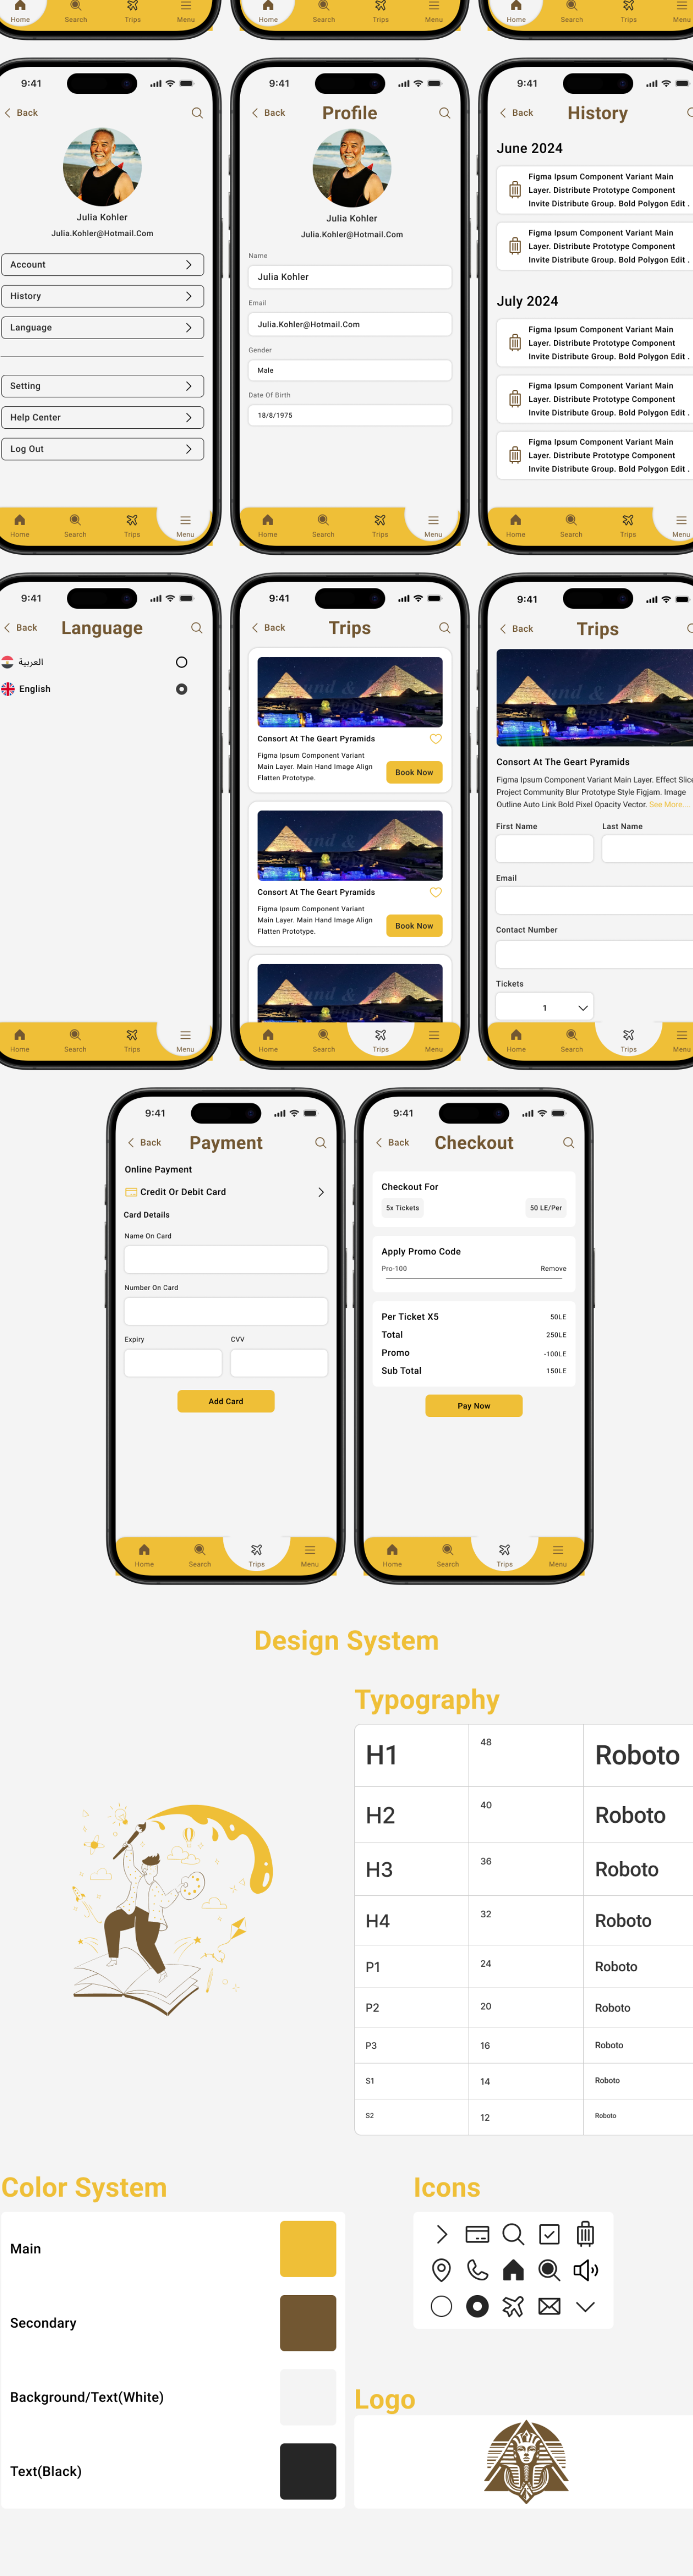 Home Search Trips Menu
Home Search Trips Menu
Home Search Trips Menu
9:41
Back
Julia Kohler
Julia.Kohler@Hotmail.Com
Account
History
Language
Setting
Help Center
Log Out
Home Search Trips Menu
9:41
Back Profile
Julia Kohler
Julia.Kohler@Hotmail.Com
Name
Julia Kohler
Email
Julia.Kohler@Hotmail.Com
Gender
Male
Date Of Birth
18/8/1975
Home Search Trips Menu
9:41
Back History
June 2024
Figma Ipsum Component Variant Main
Layer. Distribute Prototype Component
Invite Distribute Group. Bold Polygon Edit .
Figma Ipsum Component Variant Main
Layer. Distribute Prototype Component
Invite Distribute Group. Bold Polygon Edit .
July 2024
Figma Ipsum Component Variant Main
Layer. Distribute Prototype Component
Invite Distribute Group. Bold Polygon Edit .
Figma Ipsum Component Variant Main
Layer. Distribute Prototype Component
Invite Distribute Group. Bold Polygon Edit .
Figma Ipsum Component Variant Main
Layer. Distribute Prototype Component
Invite Distribute Group. Bold Polygon Edit .
Home Search Trips Menu
9:41
Back Language
العربية
English
Home Search Trips Menu
9:41
Back Trips
Consort At The Geart Pyramids
Figma Ipsum Component Variant
Main Layer. Main Hand Image Align
Flatten Prototype.
Book Now
Consort At The Geart Pyramids
Figma Ipsum Component Variant
Main Layer. Main Hand Image Align
Flatten Prototype.
Book Now
Home Search Trips Menu
9:41
Back Trips
Consort At The Geart Pyramids
Figma Ipsum Component Variant Main Layer. Effect Slice
Project Community Blur Prototype Style Figjam. Image
Outline Auto Link Bold Pixel Opacity Vector. See More...
First Name Last Name
Email
Contact Number
Tickets
1
Home Search Trips Menu
9:41
Back Payment
Online Payment
Credit Or Debit Card
Card Details
Name On Card
Number On Card
Expiry CVV
Add Card
Home Search Trips Menu
9:41
Back Checkout
Checkout For
5x Tickets 50 LE/Per
Apply Promo Code
Pro-100 Remove
Per Ticket X5 50LE
Total 250LE
Promo -100LE
Sub Total 150LE
Pay Now
Home Search Trips Menu
Design System
Typography
H1 48 Roboto
H2 40 Roboto
H3 36 Roboto
H4 32 Roboto
P1 24 Roboto
P2 20 Roboto
P3 16 Roboto
S1 14 Roboto
S2 12 Roboto
Color System
Main
Secondary
Background/Text(White)
Text(Black)
Icons
Logo